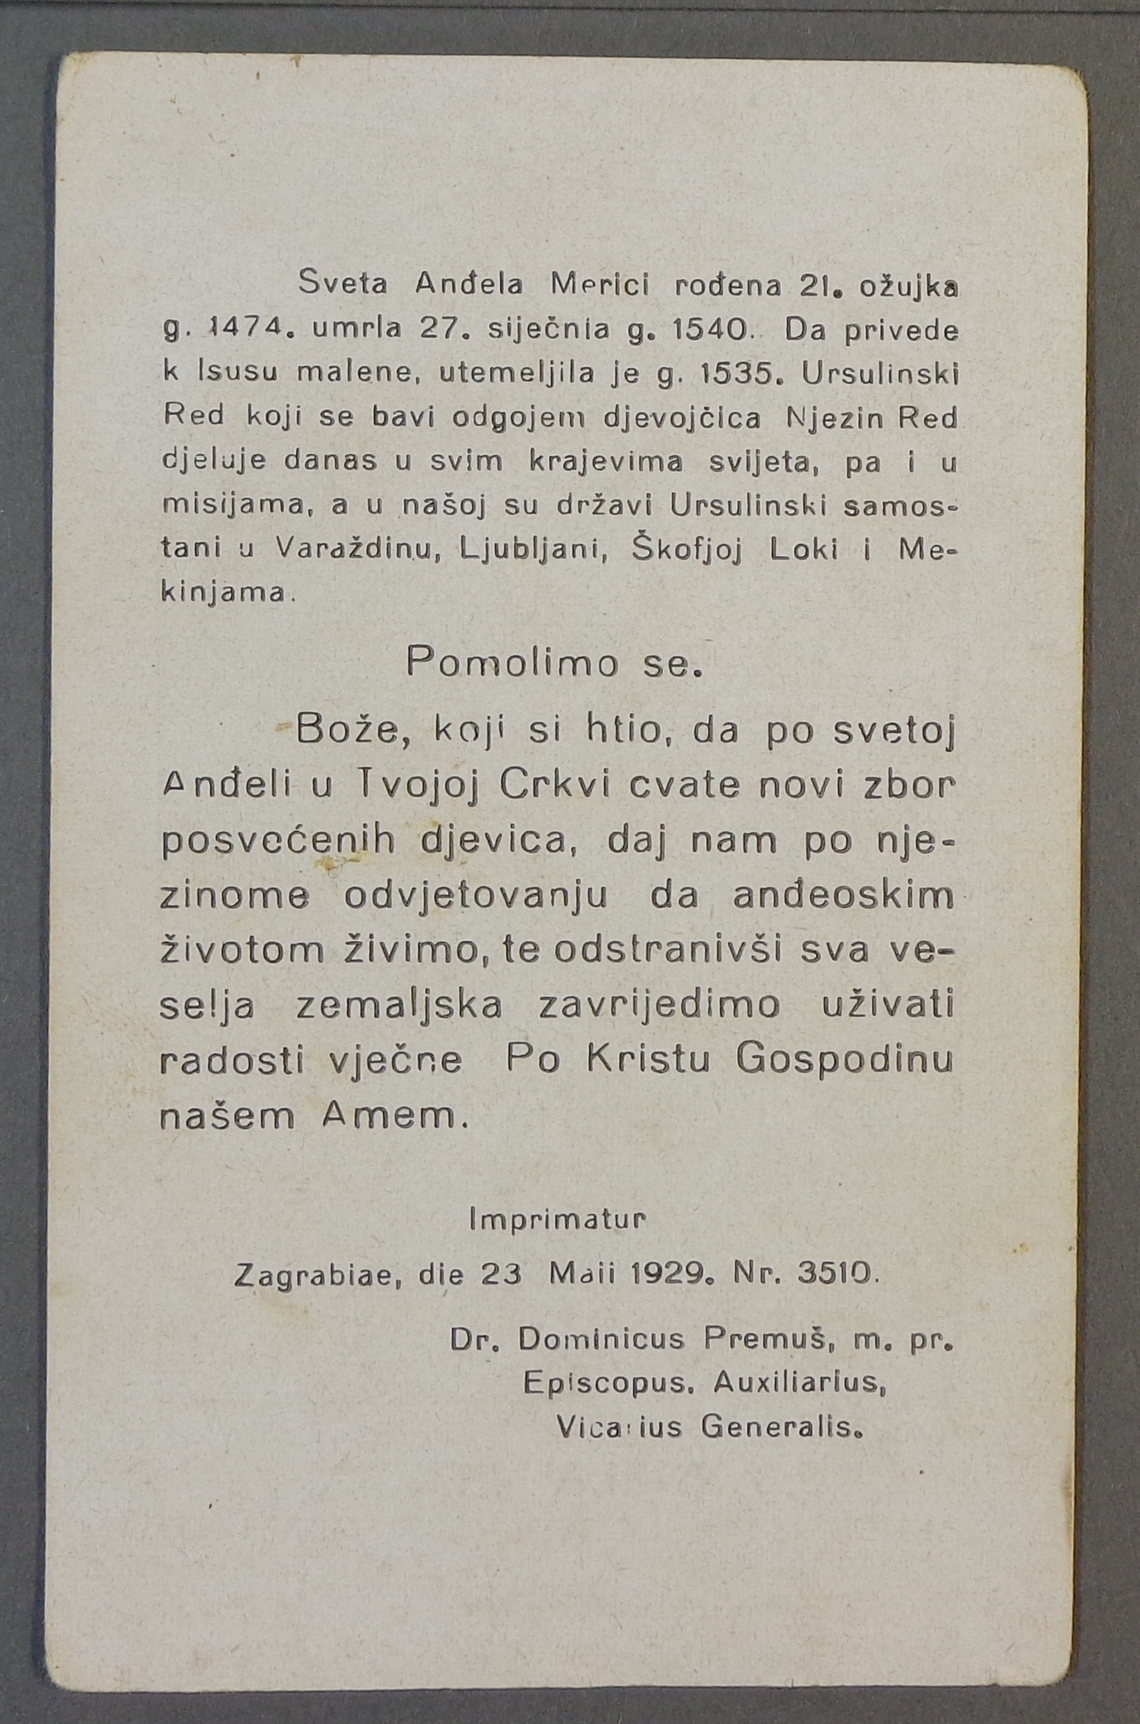 Sveta Anđela Merici rođena 21. ožujka
g. 1474. umrla 27. siječnia g. 1540. Da privede
k Isusu malene, utemeljila je g. 1535. Ursulinski
Red koji se bavi odgojem djevojčica Njezin Red
djeluje danas u svim krajevima svijeta, pa i u
misijama, a u našoj su državi Ursulinski samos-
tani u Varaždinu, Ljubljani, Škofjoj Loki i Me-
kinjama.
Pomolimo se.
Bože, koji si htio, da po svetoj
Anđeli u Tvojoj Crkvi cvate novi zbor
posvećenih djevica, daj nam po nje-
zinome odvjetovanju da anđeoskim
životom živimo, te odstranivši sva ve-
selja zemaljska zavrijedimo uživati
radosti vječne Po Kristu Gospodinu
našem Amem.
Imprimatur
Zagrabiae, die 23 Maii 1929. Nr. 3510.
Dr. Dominicus Premuš, m. pr.
Episcopus. Auxiliarius,
Vicarius Generalis.